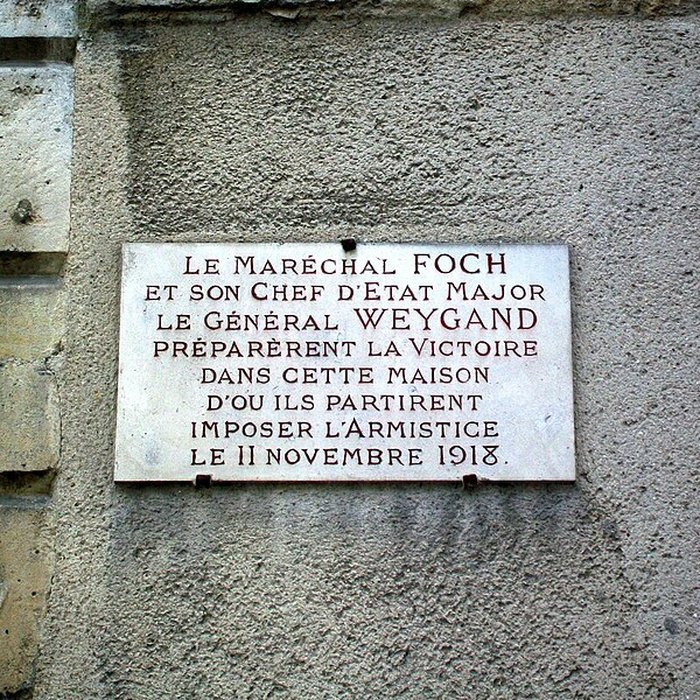 LE MARÉCHAL FOCH
ET SON CHEF D'ETAT MAJOR
LE GÉNÉRAL WEYGAND
PRÉPARÈRENT LA VICTOIRE
DANS CETTE MAISON
D'OU ILS PARTIRENT
IMPOSER L'ARMISTICE
LE 11 NOVEMBRE 1918.